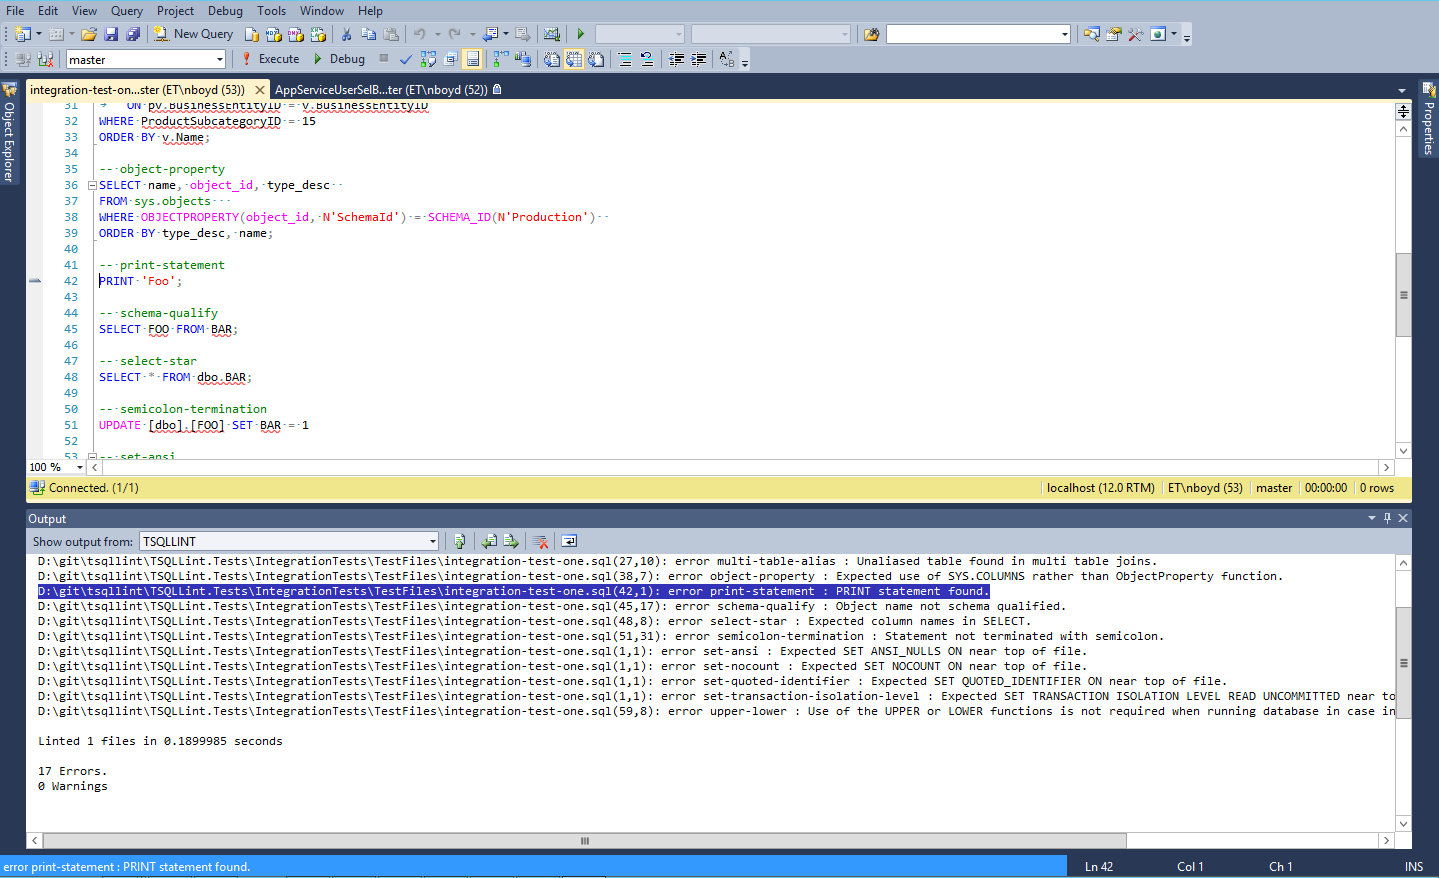 File Edit View Query Project Debug Tools Window Help
New Query
master Execute Debug
integration-test-on...ster (ET\nboyd (53)) AppServiceUserSelB...ter (ET\nboyd (52))
Object Explorer
Properties
31 ON pv.BusinessEntityID = v.BusinessEntityID
32 WHERE ProductSubcategoryID = 15
33 ORDER BY v.Name;
34
35 -- object-property
36 SELECT name, object_id, type_desc
37 FROM sys.objects
38 WHERE OBJECTPROPERTY(object_id, N'SchemaId') = SCHEMA_ID(N'Production')
39 ORDER BY type_desc, name;
40
41 -- print-statement
42 PRINT 'Foo';
43
44 -- schema-qualify
45 SELECT FOO FROM BAR;
46
47 -- select-star
48 SELECT * FROM dbo.BAR;
49
50 -- semicolon-termination
51 UPDATE [dbo].[FOO] SET BAR = 1
52
53 -- set-ansi
100 %
Connected. (1/1) localhost (12.0 RTM) ET\nboyd (53) master 00:00:00 0 rows
Output
Show output from: TSQLLINT
D:\git\tsqllint\TSQLLint.Tests\IntegrationTests\TestFiles\integration-test-one.sql(27,10): error multi-table-alias : Unaliased table found in multi table joins.
D:\git\tsqllint\TSQLLint.Tests\IntegrationTests\TestFiles\integration-test-one.sql(38,7): error object-property : Expected use of SYS.COLUMNS rather than ObjectProperty function.
D:\git\tsqllint\TSQLLint.Tests\IntegrationTests\TestFiles\integration-test-one.sql(42,1): error print-statement : PRINT statement found.
D:\git\tsqllint\TSQLLint.Tests\IntegrationTests\TestFiles\integration-test-one.sql(45,17): error schema-qualify : Object name not schema qualified.
D:\git\tsqllint\TSQLLint.Tests\IntegrationTests\TestFiles\integration-test-one.sql(48,8): error select-star : Expected column names in SELECT.
D:\git\tsqllint\TSQLLint.Tests\IntegrationTests\TestFiles\integration-test-one.sql(51,31): error semicolon-termination : Statement not terminated with semicolon.
D:\git\tsqllint\TSQLLint.Tests\IntegrationTests\TestFiles\integration-test-one.sql(1,1): error set-ansi : Expected SET ANSI_NULLS ON near top of file.
D:\git\tsqllint\TSQLLint.Tests\IntegrationTests\TestFiles\integration-test-one.sql(1,1): error set-nocount : Expected SET NOCOUNT ON near top of file.
D:\git\tsqllint\TSQLLint.Tests\IntegrationTests\TestFiles\integration-test-one.sql(1,1): error set-quoted-identifier : Expected SET QUOTED_IDENTIFIER ON near top of file.
D:\git\tsqllint\TSQLLint.Tests\IntegrationTests\TestFiles\integration-test-one.sql(1,1): error set-transaction-isolation-level : Expected SET TRANSACTION ISOLATION LEVEL READ UNCOMMITTED near to
D:\git\tsqllint\TSQLLint.Tests\IntegrationTests\TestFiles\integration-test-one.sql(59,8): error upper-lower : Use of the UPPER or LOWER functions is not required when running database in case in
Linted 1 files in 0.1899985 seconds
17 Errors.
0 Warnings
error print-statement : PRINT statement found. Ln 42 Col 1 Ch 1 INS